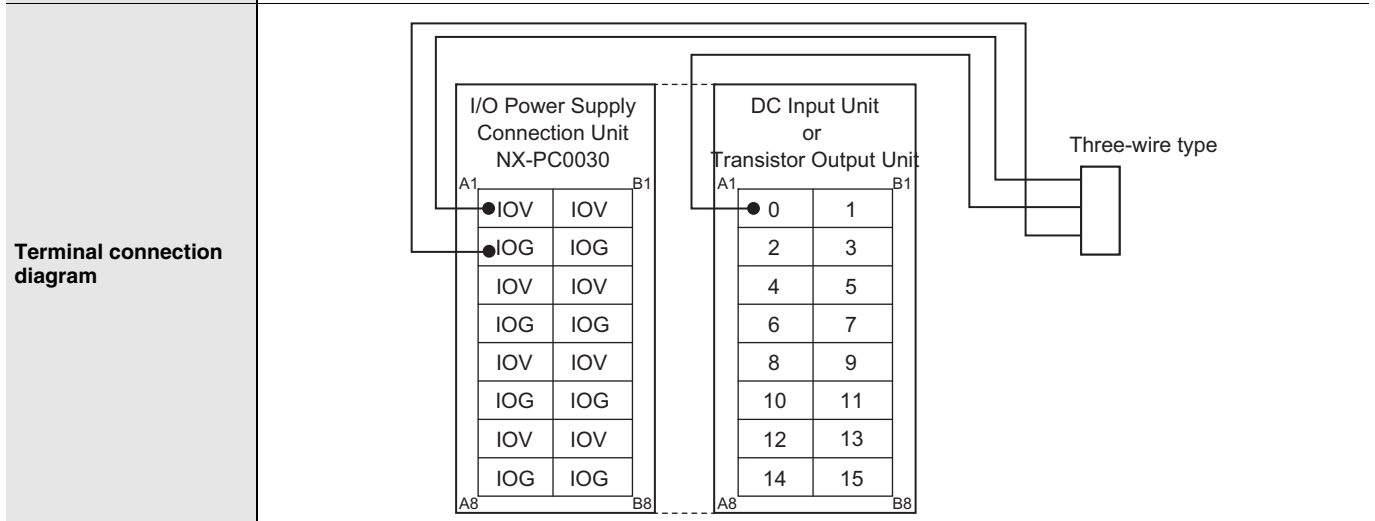 Terminal connection
diagram
I/O Power Supply
Connection Unit
NX-PC0030
A1 B1
IOV IOV
IOG IOG
IOV IOV
IOG IOG
IOV IOV
IOG IOG
IOV IOV
IOG IOG
A8 B8
DC Input Unit
or
Transistor Output Unit
A1 B1
0 1
2 3
4 5
6 7
8 9
10 11
12 13
14 15
A8 B8
Three-wire type